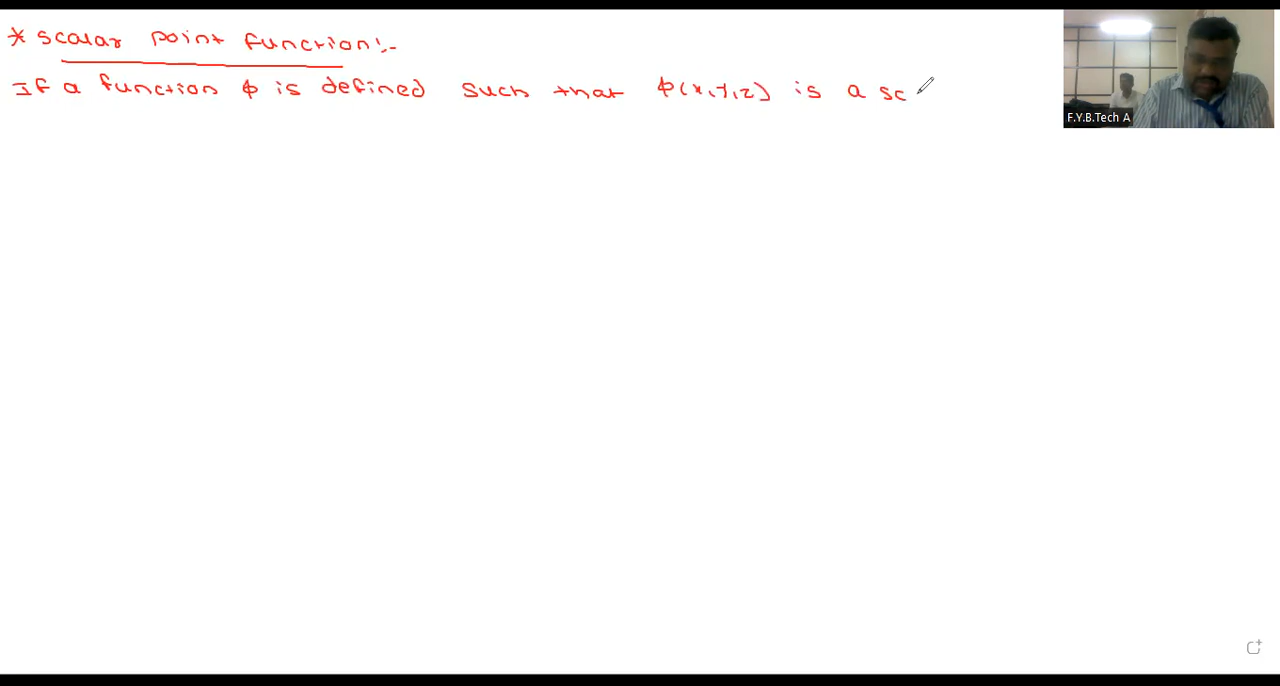 * scalar point function:-
If a function ϕ is defined such that ϕ(x,y,z) is a sc
F.Y.B.Tech A